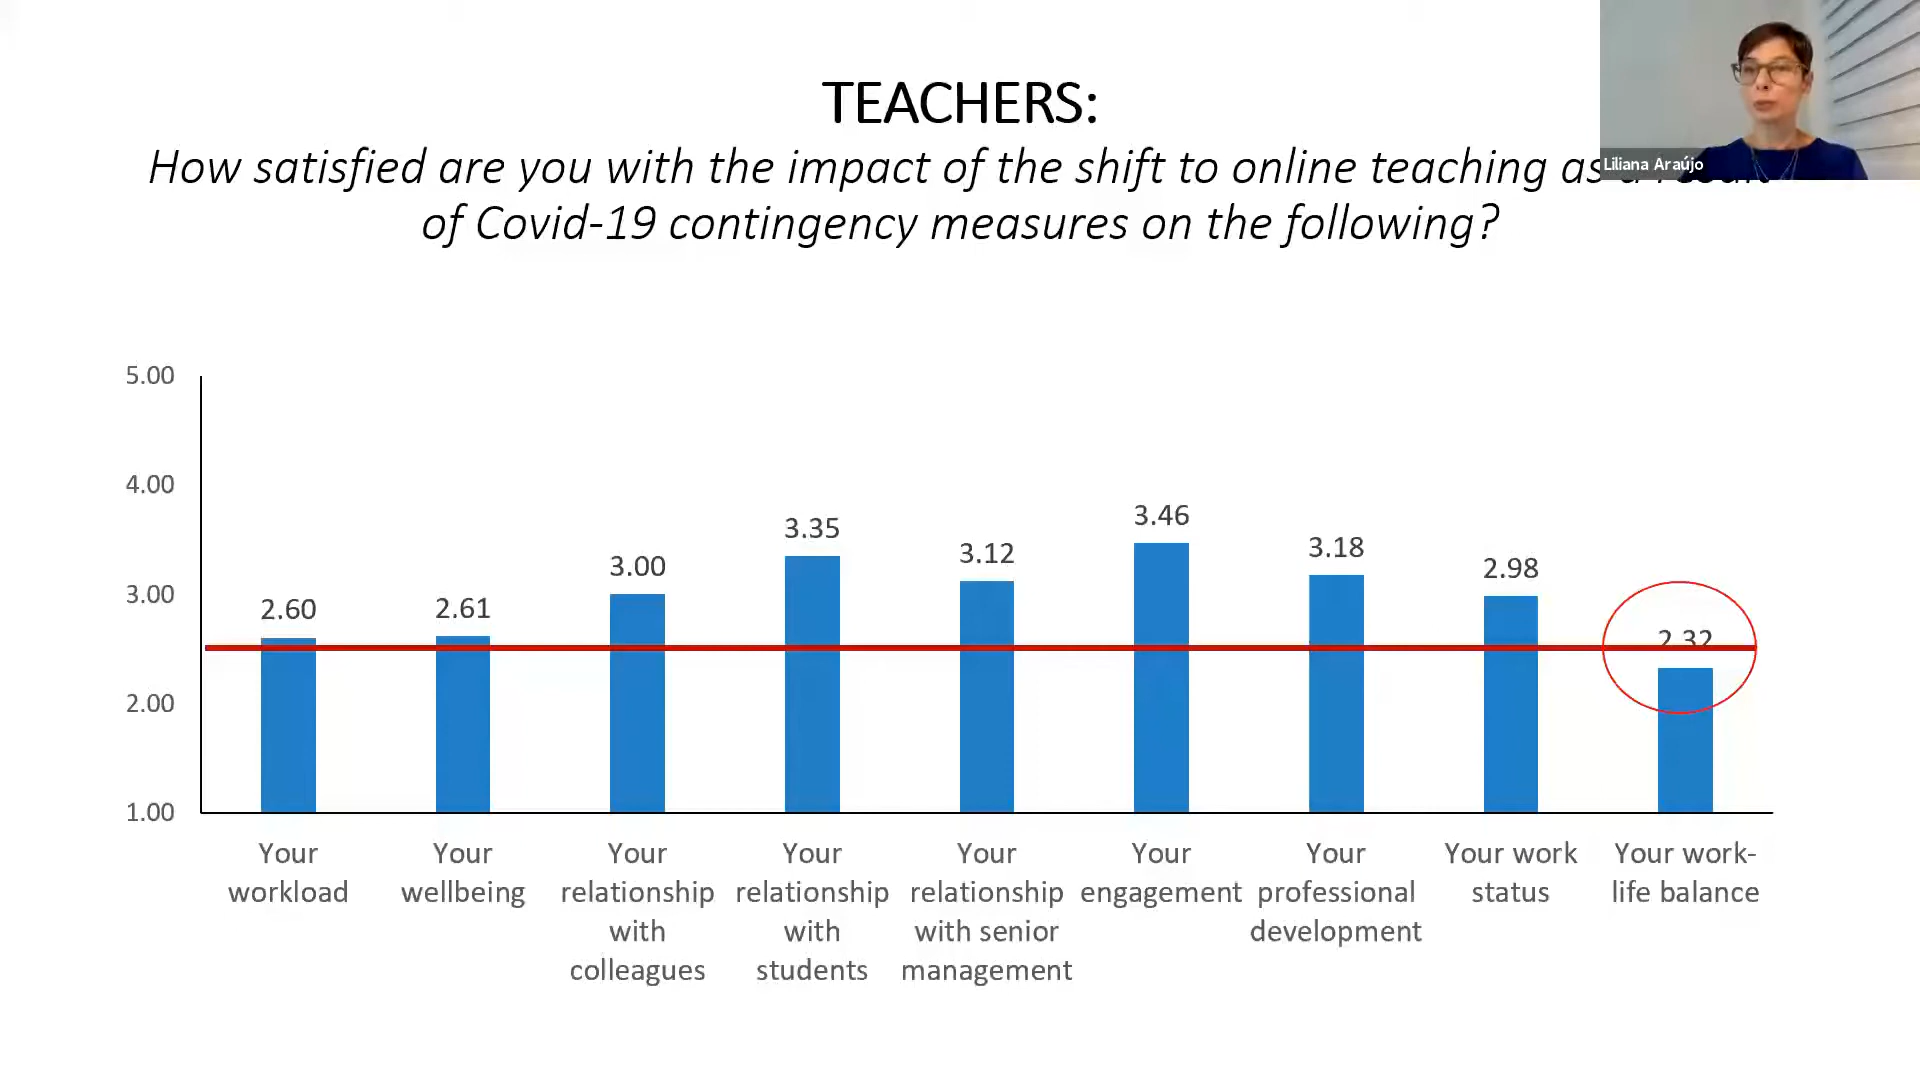 TEACHERS:
How satisfied are you with the impact of the shift to online teaching as
of Covid-19 contingency measures on the following?
Liliana Araújo
5.00
4.00
3.00
2.00
1.00
2.60
2.61
3.00
3.35
3.12
3.46
3.18
2.98
2.32
Your
workload
Your
wellbeing
Your
relationship
with
colleagues
Your
relationship
with
students
Your
relationship
with senior
management
Your
engagement
Your
professional
development
Your work
status
Your work-
life balance